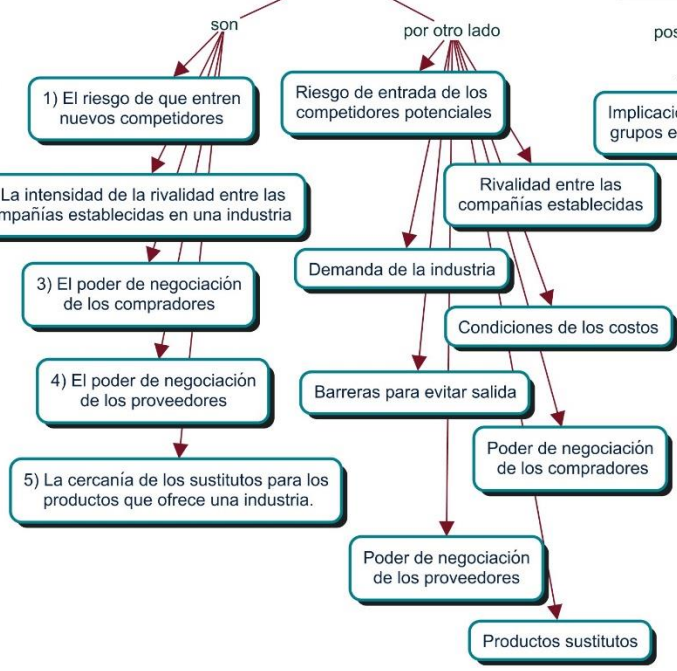 son
1) El riesgo de que entren
nuevos competidores
La intensidad de la rivalidad entre las
compañías establecidas en una industria
3) El poder de negociación
de los compradores
4) El poder de negociación
de los proveedores
5) La cercanía de los sustitutos para los
productos que ofrece una industria.
por otro lado
Riesgo de entrada de los
competidores potenciales
Rivalidad entre las
compañías establecidas
Demanda de la industria
Condiciones de los costos
Barreras para evitar salida
Poder de negociación
de los compradores
Poder de negociación
de los proveedores
Productos sustitutos
grupos